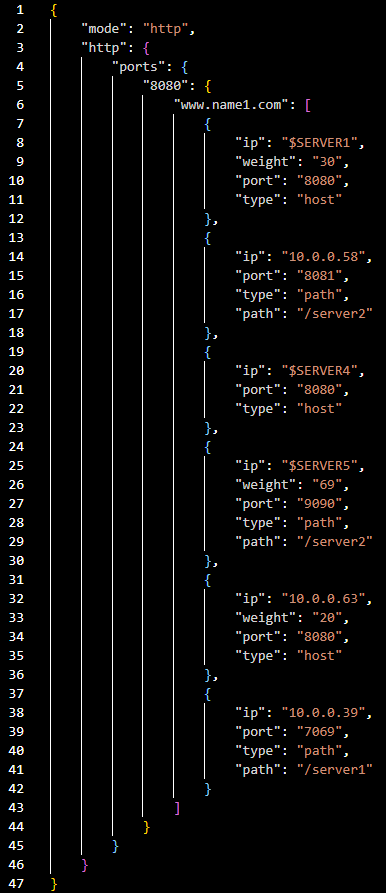 1 {
2     "mode": "http",
3     "http": {
4         "ports": {
5             "8080": {
6                 "www.name1.com": [
7                     {
8                         "ip": "$SERVER1",
9                         "weight": "30",
10                         "port": "8080",
11                         "type": "host"
12                     },
13                     {
14                         "ip": "10.0.0.58",
15                         "port": "8081",
16                         "type": "path",
17                         "path": "/server2"
18                     },
19                     {
20                         "ip": "$SERVER4",
21                         "port": "8080",
22                         "type": "host"
23                     },
24                     {
25                         "ip": "$SERVER5",
26                         "weight": "69",
27                         "port": "9090",
28                         "type": "path",
29                         "path": "/server2"
30                     },
31                     {
32                         "ip": "10.0.0.63",
33                         "weight": "20",
34                         "port": "8080",
35                         "type": "host"
36                     },
37                     {
38                         "ip": "10.0.0.39",
39                         "port": "7069",
40                         "type": "path",
41                         "path": "/server1"
42                     }
43                 ]
44             }
45         }
46     }
47 }